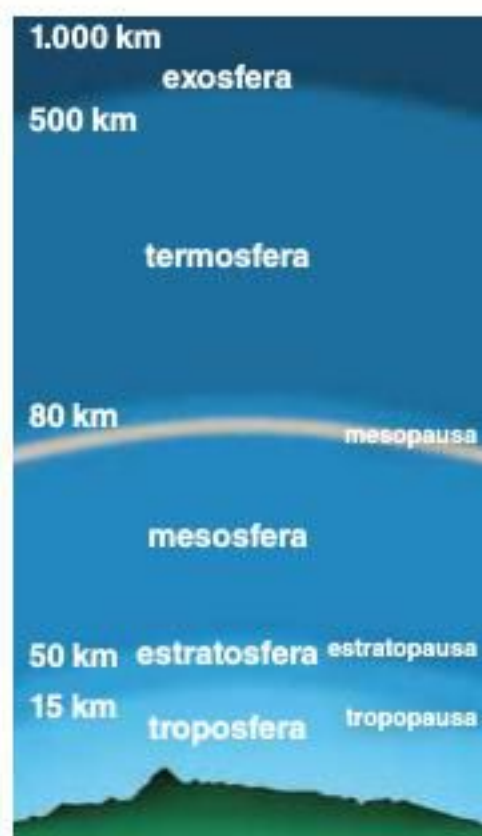 1.000 km
exosfera
500 km
termosfera
80 km
mesopausa
mesosfera
50 km estratosfera estratopausa
15 km
troposfera tropopausa